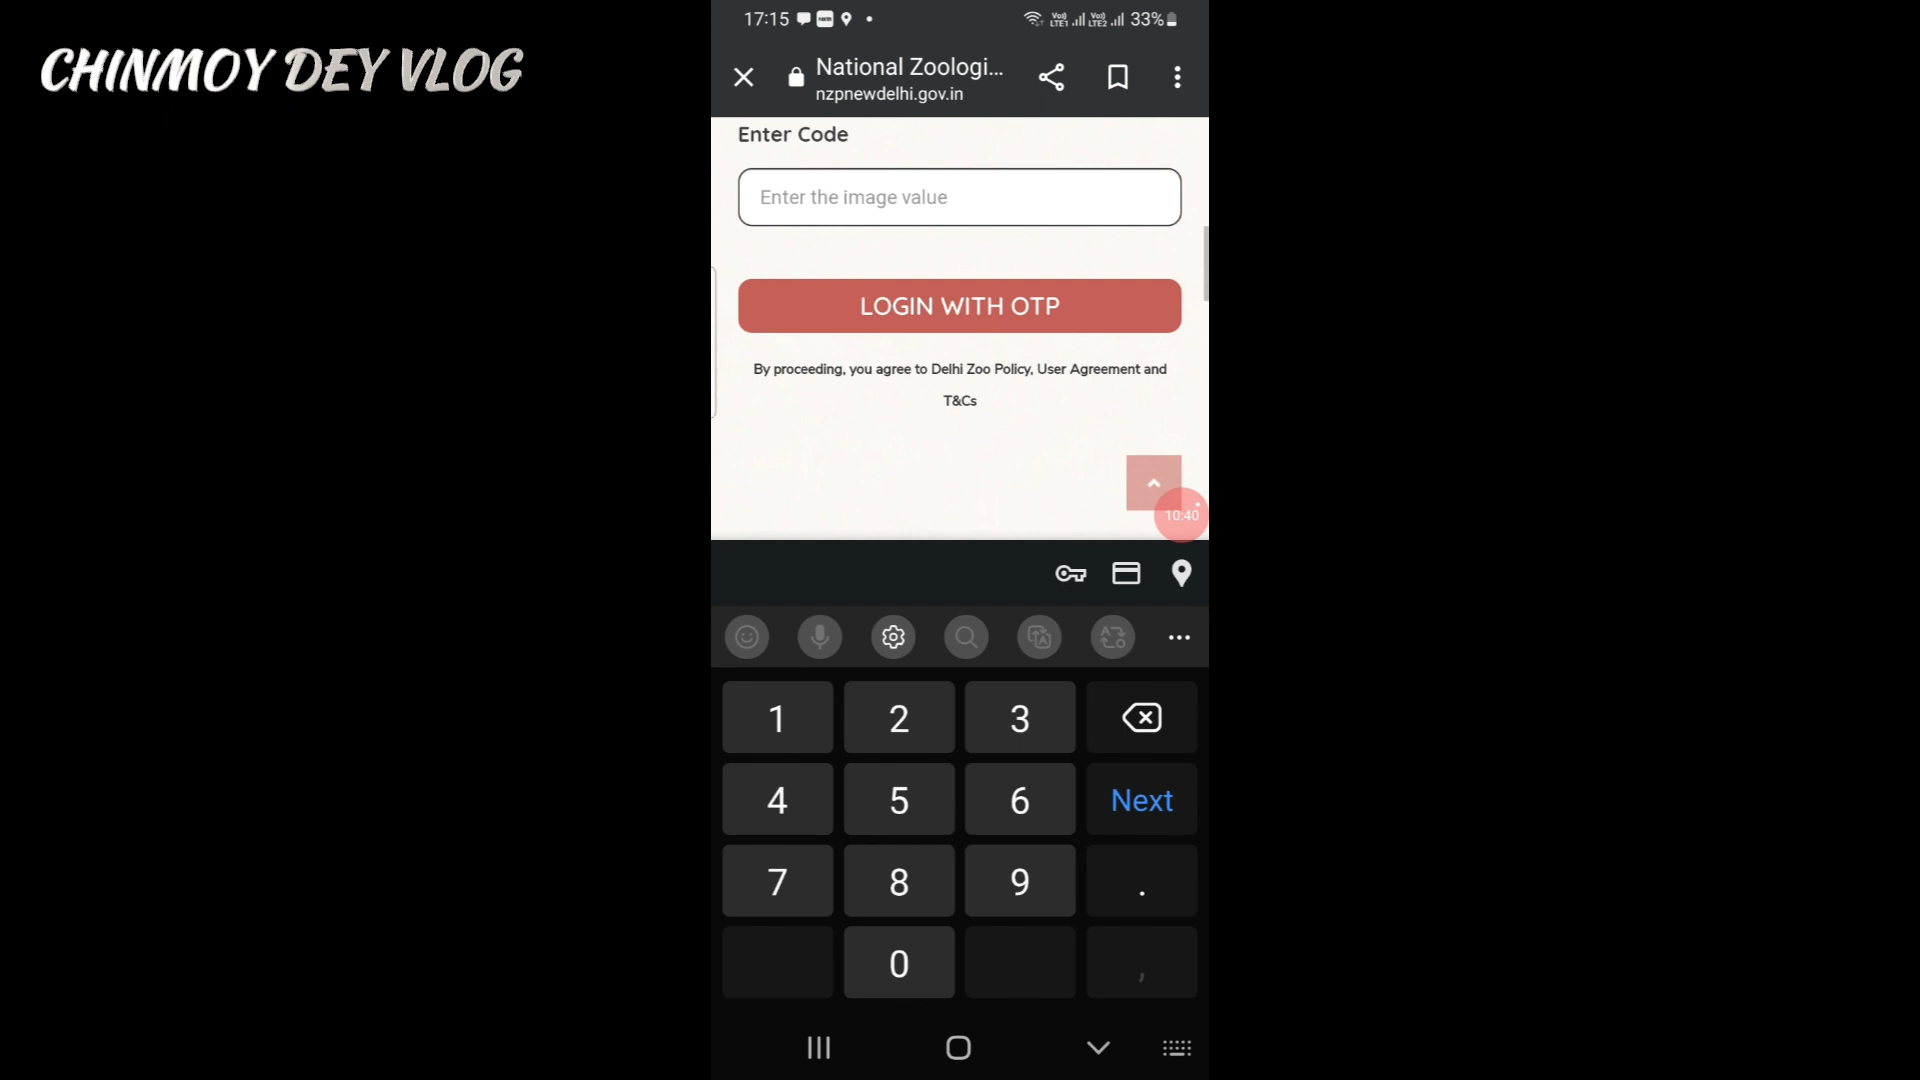 CHINMOY DEY VLOG
17:15
LTE1 LTE2 33%
National Zoologi...
nzpnewdelhi.gov.in
Enter Code
Enter the image value
LOGIN WITH OTP
By proceeding, you agree to Delhi Zoo Policy, User Agreement and
T&Cs
10:40
1 2 3
4 5 6 Next
7 8 9 .
0 ,